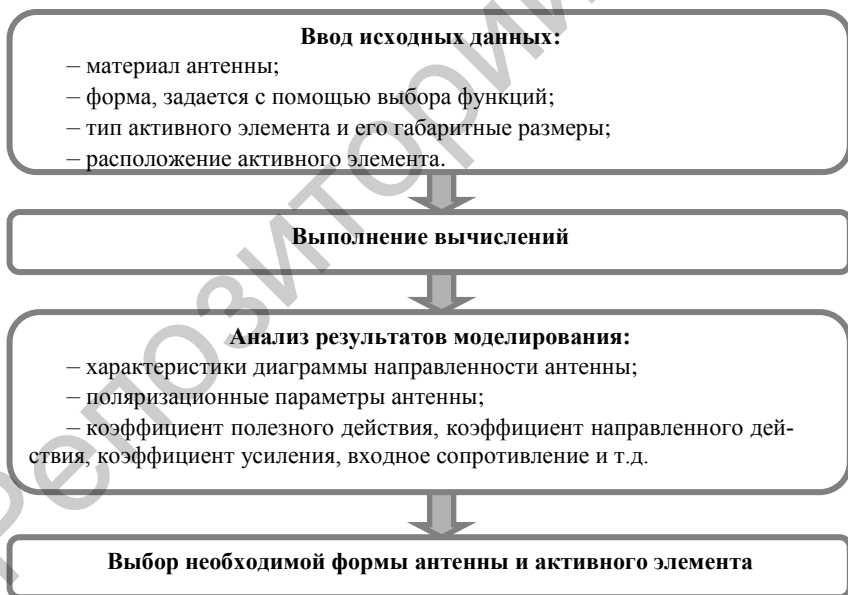 Ввод исходных данных:
– материал антенны;
– форма, задается с помощью выбора функций;
– тип активного элемента и его габаритные размеры;
– расположение активного элемента.
Выполнение вычислений
Анализ результатов моделирования:
– характеристики диаграммы направленности антенны;
– поляризационные параметры антенны;
– коэффициент полезного действия, коэффициент направленного дей-
ствия, коэффициент усиления, входное сопротивление и т.д.
Выбор необходимой формы антенны и активного элемента
Репозиторий